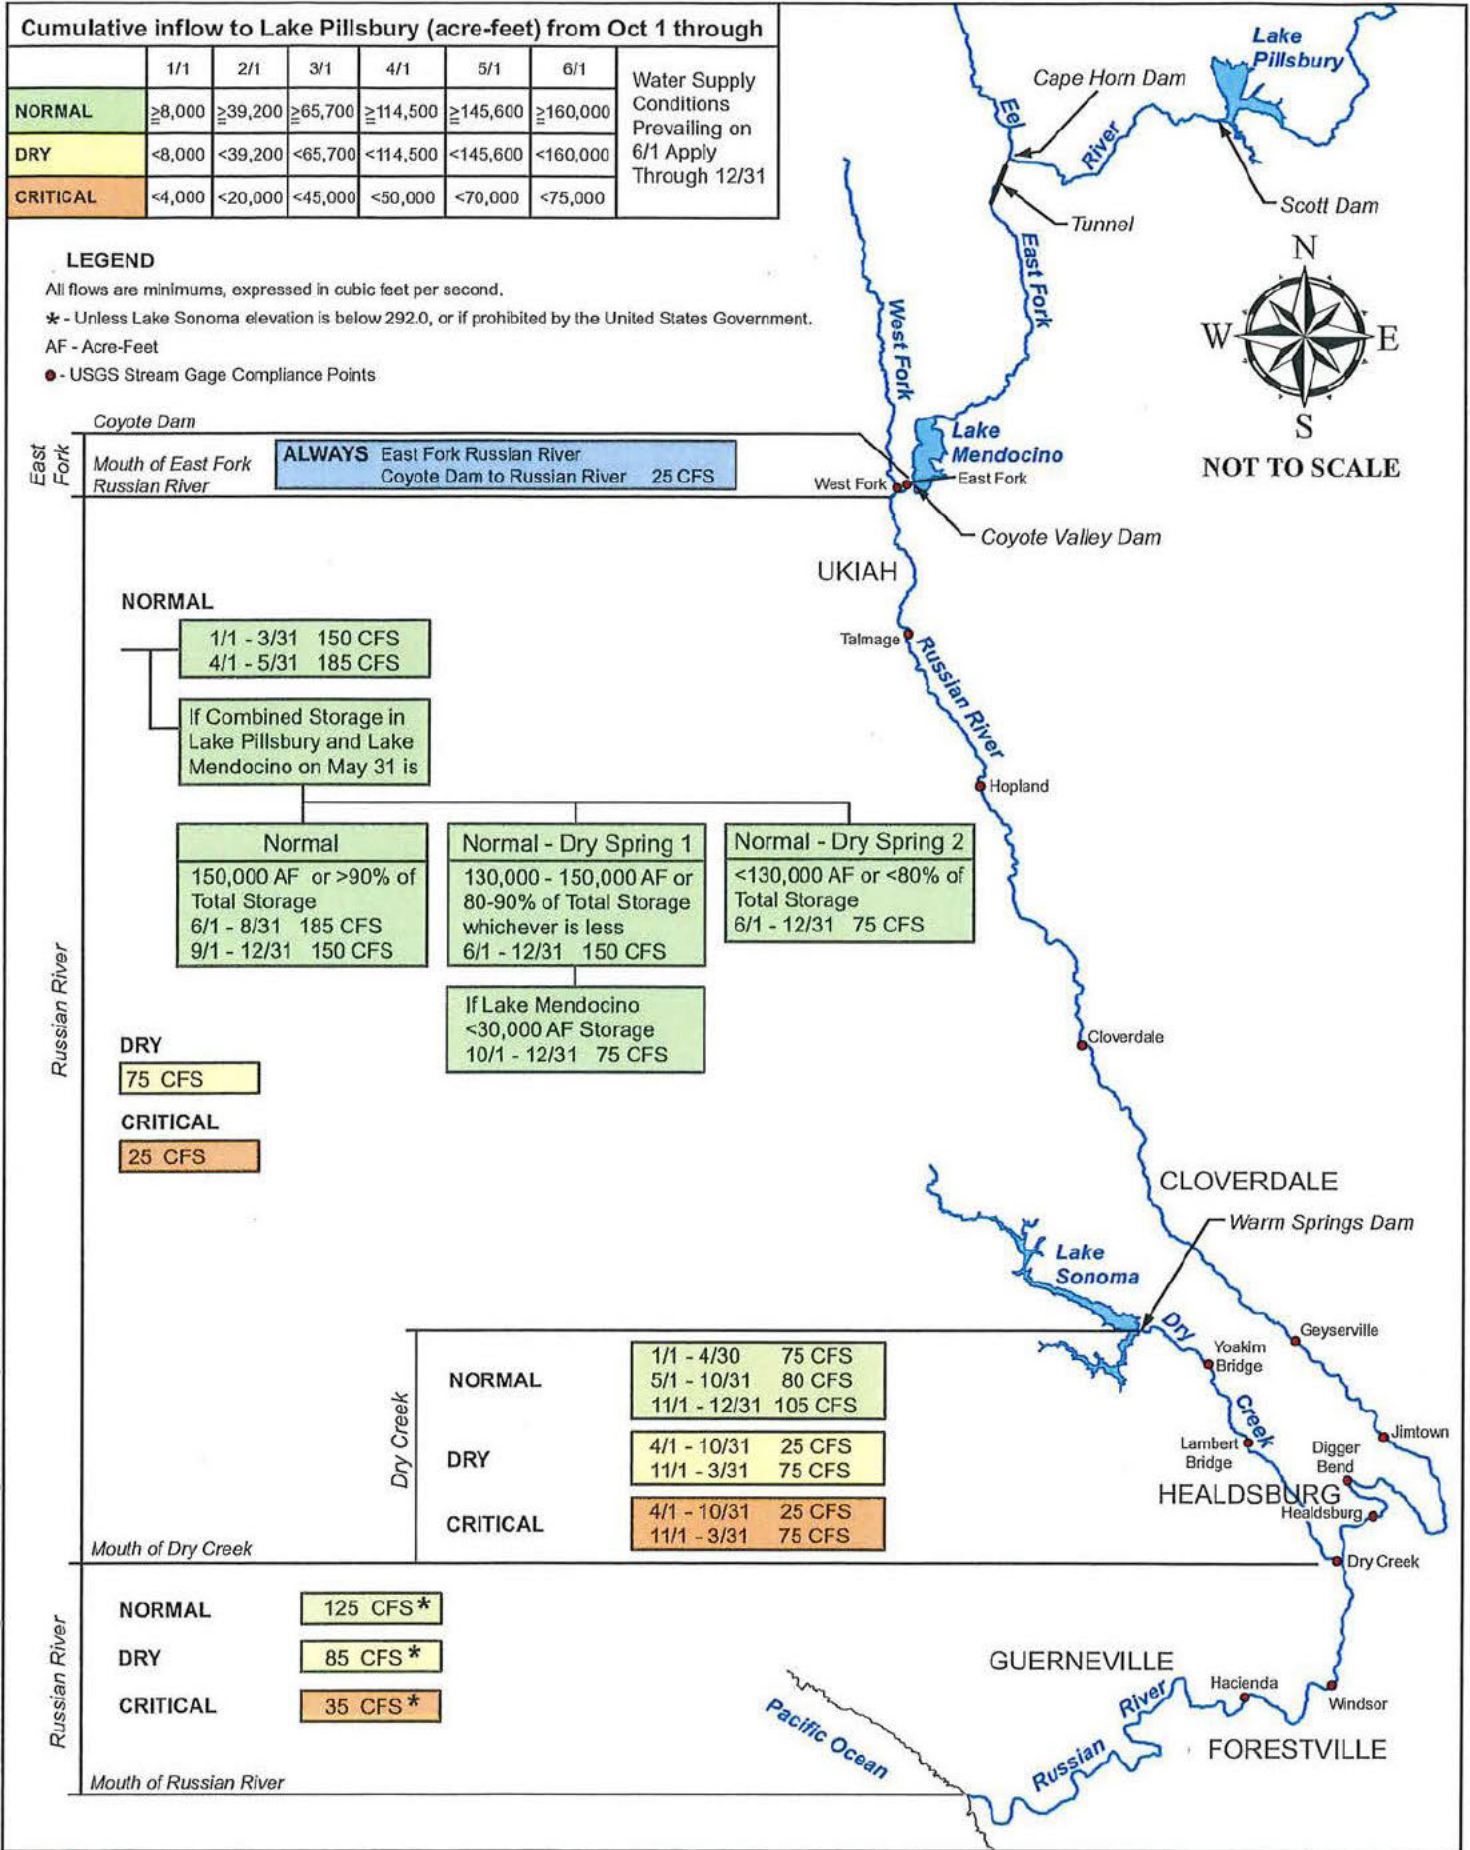 Cumulative inflow to Lake Pillsbury (acre-feet) from Oct 1 through
1/1 2/1 3/1 4/1 5/1 6/1
NORMAL ≥8,000 ≥39,200 ≥65,700 ≥114,500 ≥145,600 ≥160,000
DRY <8,000 <39,200 <65,700 <114,500 <145,600 <160,000
CRITICAL <4,000 <20,000 <45,000 <50,000 <70,000 <75,000
Water Supply
Conditions
Prevailing on
6/1 Apply
Through 12/31
LEGEND
All flows are minimums, expressed in cubic feet per second.
* - Unless Lake Sonoma elevation is below 292.0, or if prohibited by the United States Government.
AF - Acre-Feet
- USGS Stream Gage Compliance Points
Lake
Pillsbury
Cape Horn Dam
Eel
River
Scott Dam
Tunnel
East Fork
West Fork
N
W
E
S
NOT TO SCALE
Coyote Dam
East
Fork
Mouth of East Fork
Russian River
ALWAYS East Fork Russian River
Coyote Dam to Russian River 25 CFS
Lake
Mendocino
West Fork
East Fork
Coyote Valley Dam
UKIAH
Talmage
Russian River
Hopland
Cloverdale
CLOVERDALE
Warm Springs Dam
Lake
Sonoma
Dry
Creek
Geyserville
Yoakim
Bridge
Jimtown
Lambert
Bridge
Digger
Bend
HEALDSBURG
Healdsburg
Dry Creek
GUERNEVILLE
Hacienda
Windsor
FORESTVILLE
Russian
River
Pacific Ocean
Russian River
NORMAL
1/1 - 3/31 150 CFS
4/1 - 5/31 185 CFS
If Combined Storage in
Lake Pillsbury and Lake
Mendocino on May 31 is
Normal
150,000 AF or >90% of
Total Storage
6/1 - 8/31 185 CFS
9/1 - 12/31 150 CFS
Normal - Dry Spring 1
130,000 - 150,000 AF or
80-90% of Total Storage
whichever is less
6/1 - 12/31 150 CFS
If Lake Mendocino
<30,000 AF Storage
10/1 - 12/31 75 CFS
Normal - Dry Spring 2
<130,000 AF or <80% of
Total Storage
6/1 - 12/31 75 CFS
DRY
75 CFS
CRITICAL
25 CFS
Dry Creek
NORMAL
1/1 - 4/30 75 CFS
5/1 - 10/31 80 CFS
11/1 - 12/31 105 CFS
DRY
4/1 - 10/31 25 CFS
11/1 - 3/31 75 CFS
CRITICAL
4/1 - 10/31 25 CFS
11/1 - 3/31 75 CFS
Mouth of Dry Creek
Russian River
NORMAL 125 CFS*
DRY 85 CFS*
CRITICAL 35 CFS*
Mouth of Russian River